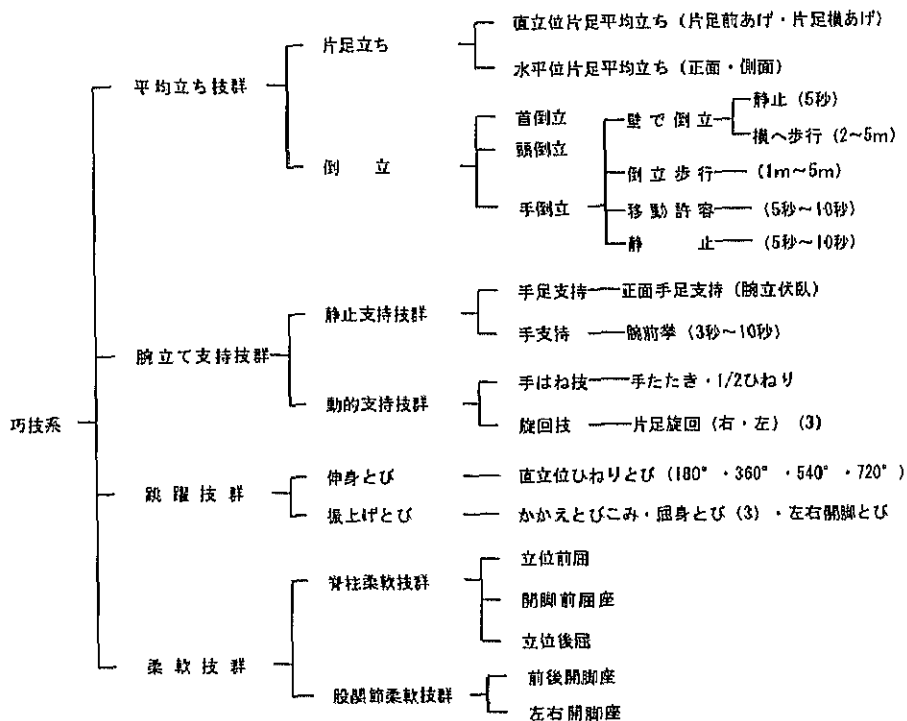 巧技系
平均立ち技群
片足立ち
直立位片足平均立ち (片足前あげ・片足横あげ)
水平位片足平均立ち (正面・側面)
倒 立
首倒立
頭倒立
手倒立
壁で倒立
静止 (5秒)
横へ歩行 (2~5m)
倒立歩行 (1m~5m)
移動許容 (5秒~10秒)
静 止 (5秒~10秒)
腕立て支持技群
静止支持技群
手足支持 正面手足支持 (腕立伏臥)
手支持 腕前挙 (3秒~10秒)
動的支持技群
手はね技 手たたき・1/2ひねり
旋回技 片足旋回 (右・左) (3)
跳躍技群
伸身とび 直立位ひねりとび (180°・360°・540°・720°)
振上げとび かかえとびこみ・屈身とび (3)・左右開脚とび
柔軟技群
脊柱柔軟技群
立位前屈
開脚前屈座
立位後屈
股関節柔軟技群
前後開脚座
左右開脚座